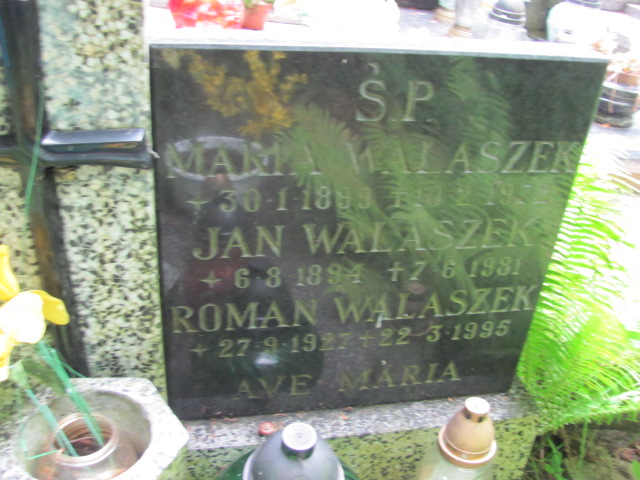 Ś.P
MARIA WALASZEK
JAN WALASZEK
+ 6·8 1894 + 7·6·1981
ROMAN WALASZEK
+ 27·9·1927 + 22·3·1995
AVE MARIA